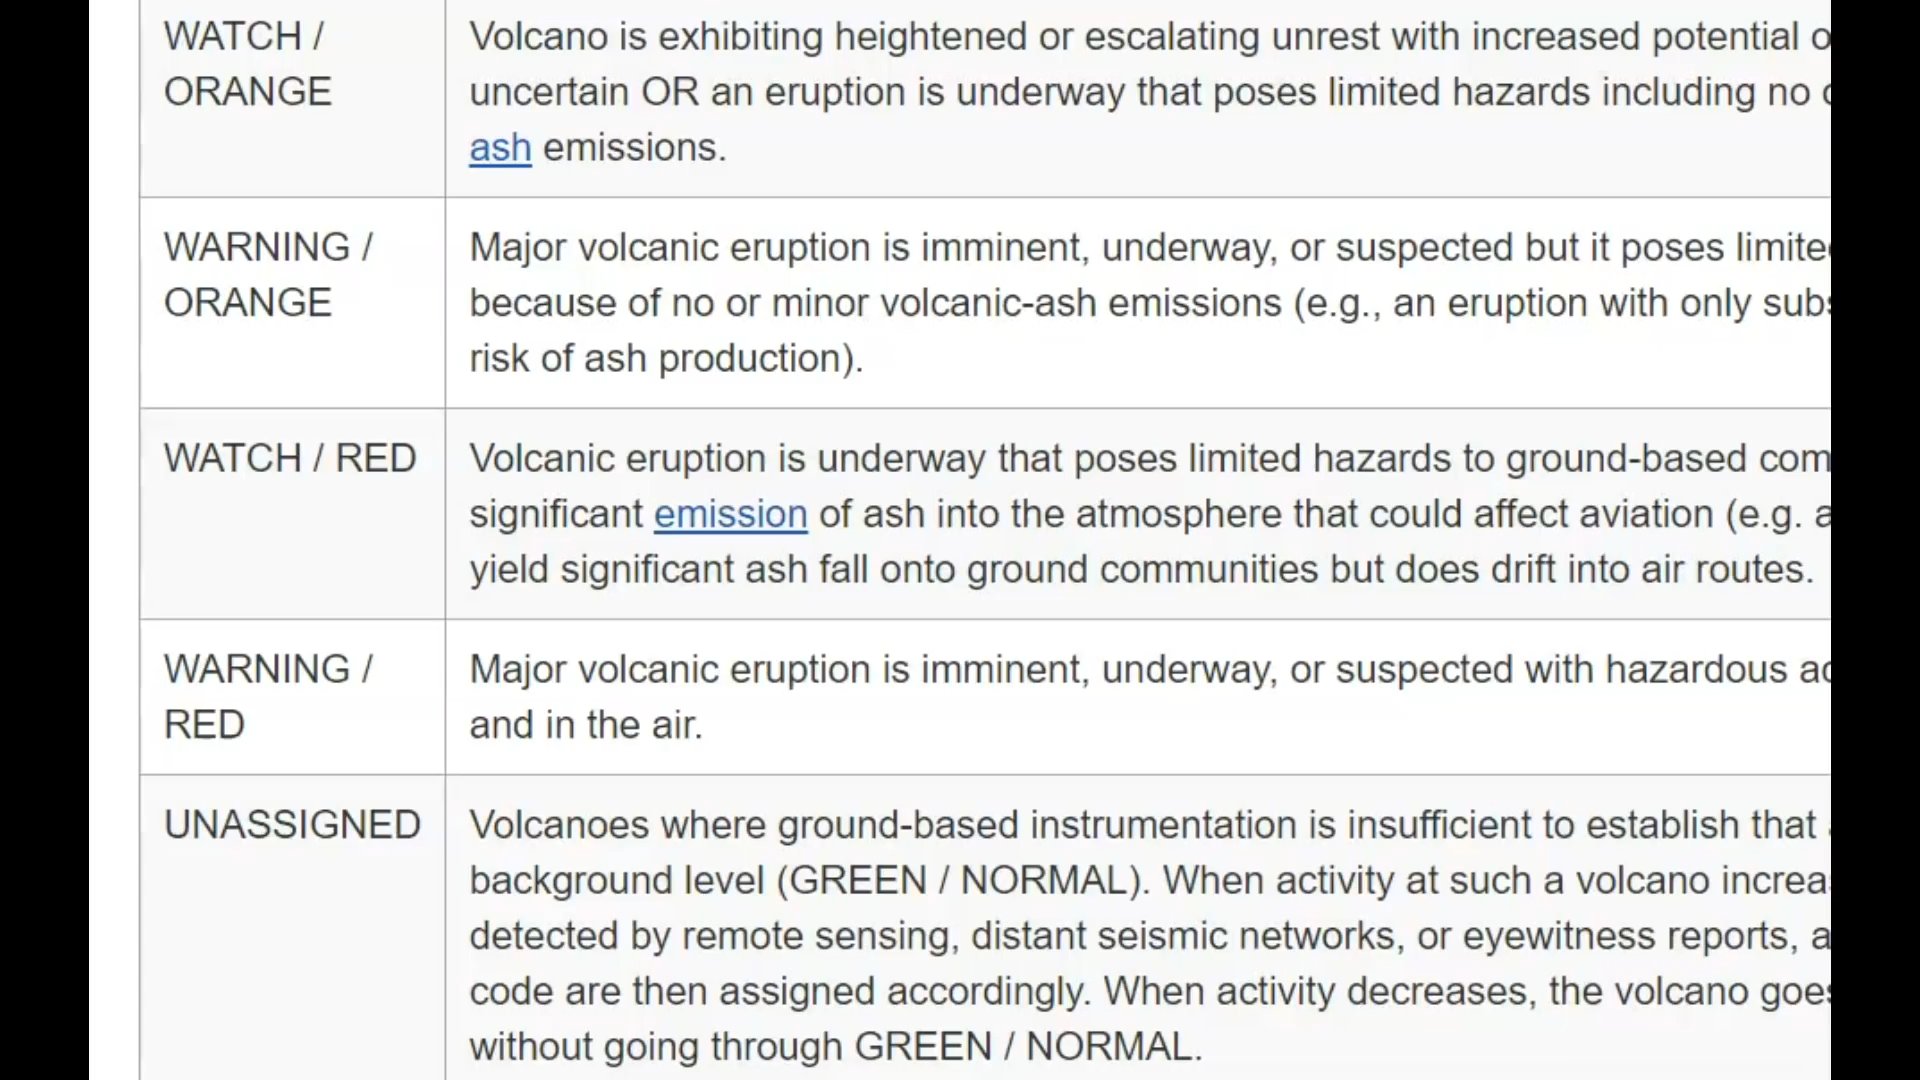 WATCH /
ORANGE
Volcano is exhibiting heightened or escalating unrest with increased potential
uncertain OR an eruption is underway that poses limited hazards including no
ash emissions.
WARNING /
ORANGE
Major volcanic eruption is imminent, underway, or suspected but it poses
because of no or minor volcanic-ash emissions (e.g., an eruption with only
risk of ash production).
WATCH / RED
Volcanic eruption is underway that poses limited hazards to ground-based
significant emission of ash into the atmosphere that could affect aviation (e.g.
yield significant ash fall onto ground communities but does drift into air routes.
WARNING /
RED
Major volcanic eruption is imminent, underway, or suspected with hazardous
and in the air.
UNASSIGNED
Volcanoes where ground-based instrumentation is insufficient to establish that
background level (GREEN / NORMAL). When activity at such a volcano
detected by remote sensing, distant seismic networks, or eyewitness reports,
code are then assigned accordingly. When activity decreases, the volcano
without going through GREEN / NORMAL.